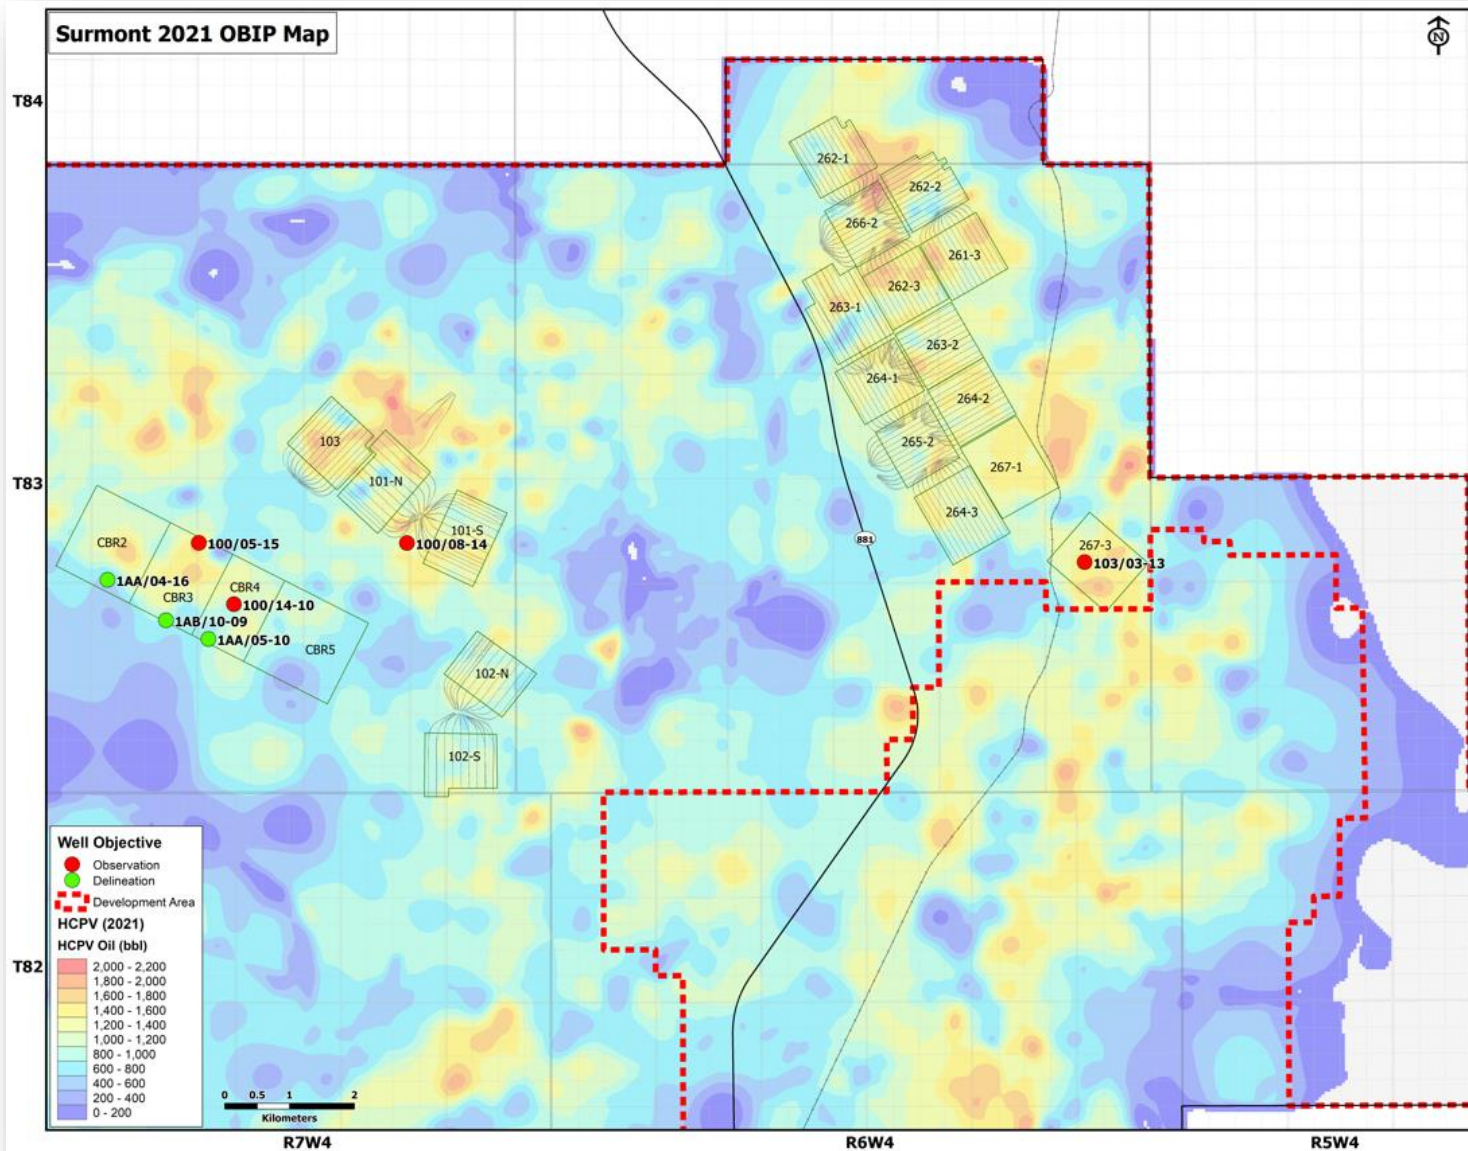 Surmont 2021 OBIP Map
N
T84
262-1
262-2
266-2
261-3
262-3
263-1
263-2
264-1
264-2
103
265-2
101-N
267-1
T83
264-3
101-S
881
CBR2
100/05-15
100/08-14
267-3
103/03-13
1AA/04-16
CBR4
CBR3
100/14-10
1AB/10-09
1AA/05-10
CBR5
102-N
102-S
Well Objective
Observation
Delineation
Development Area
HCPV (2021)
HCPV Oil (bbl)
2,000 - 2,200
1,800 - 2,000
1,600 - 1,800
1,400 - 1,600
1,200 - 1,400
1,000 - 1,200
800 - 1,000
600 - 800
400 - 600
200 - 400
0 - 200
T82
0 0.5 1 2
Kilometers
R7W4
R6W4
R5W4